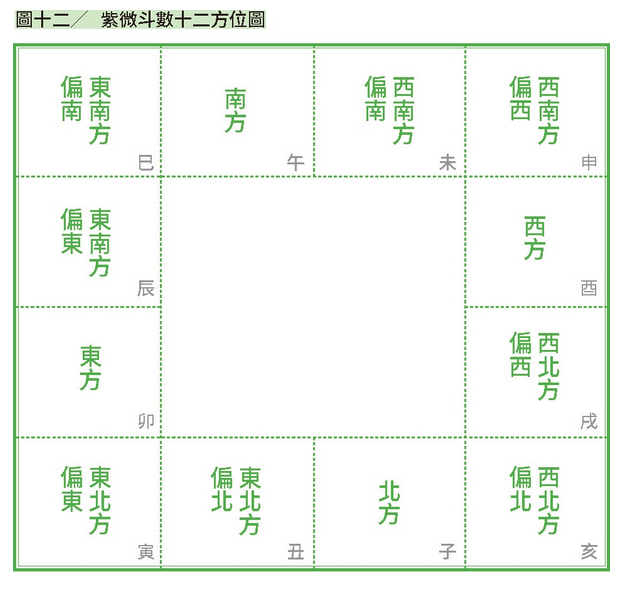 圖十二╱ 紫微斗數十二方位圖
東南方
偏南
巳
南方
午
西南方
偏南
未
西南方
偏西
申
東南方
偏東
辰
西方
酉
東方
卯
西北方
偏西
戌
東北方
偏東
寅
東北方
偏北
丑
北方
子
西北方
偏北
亥